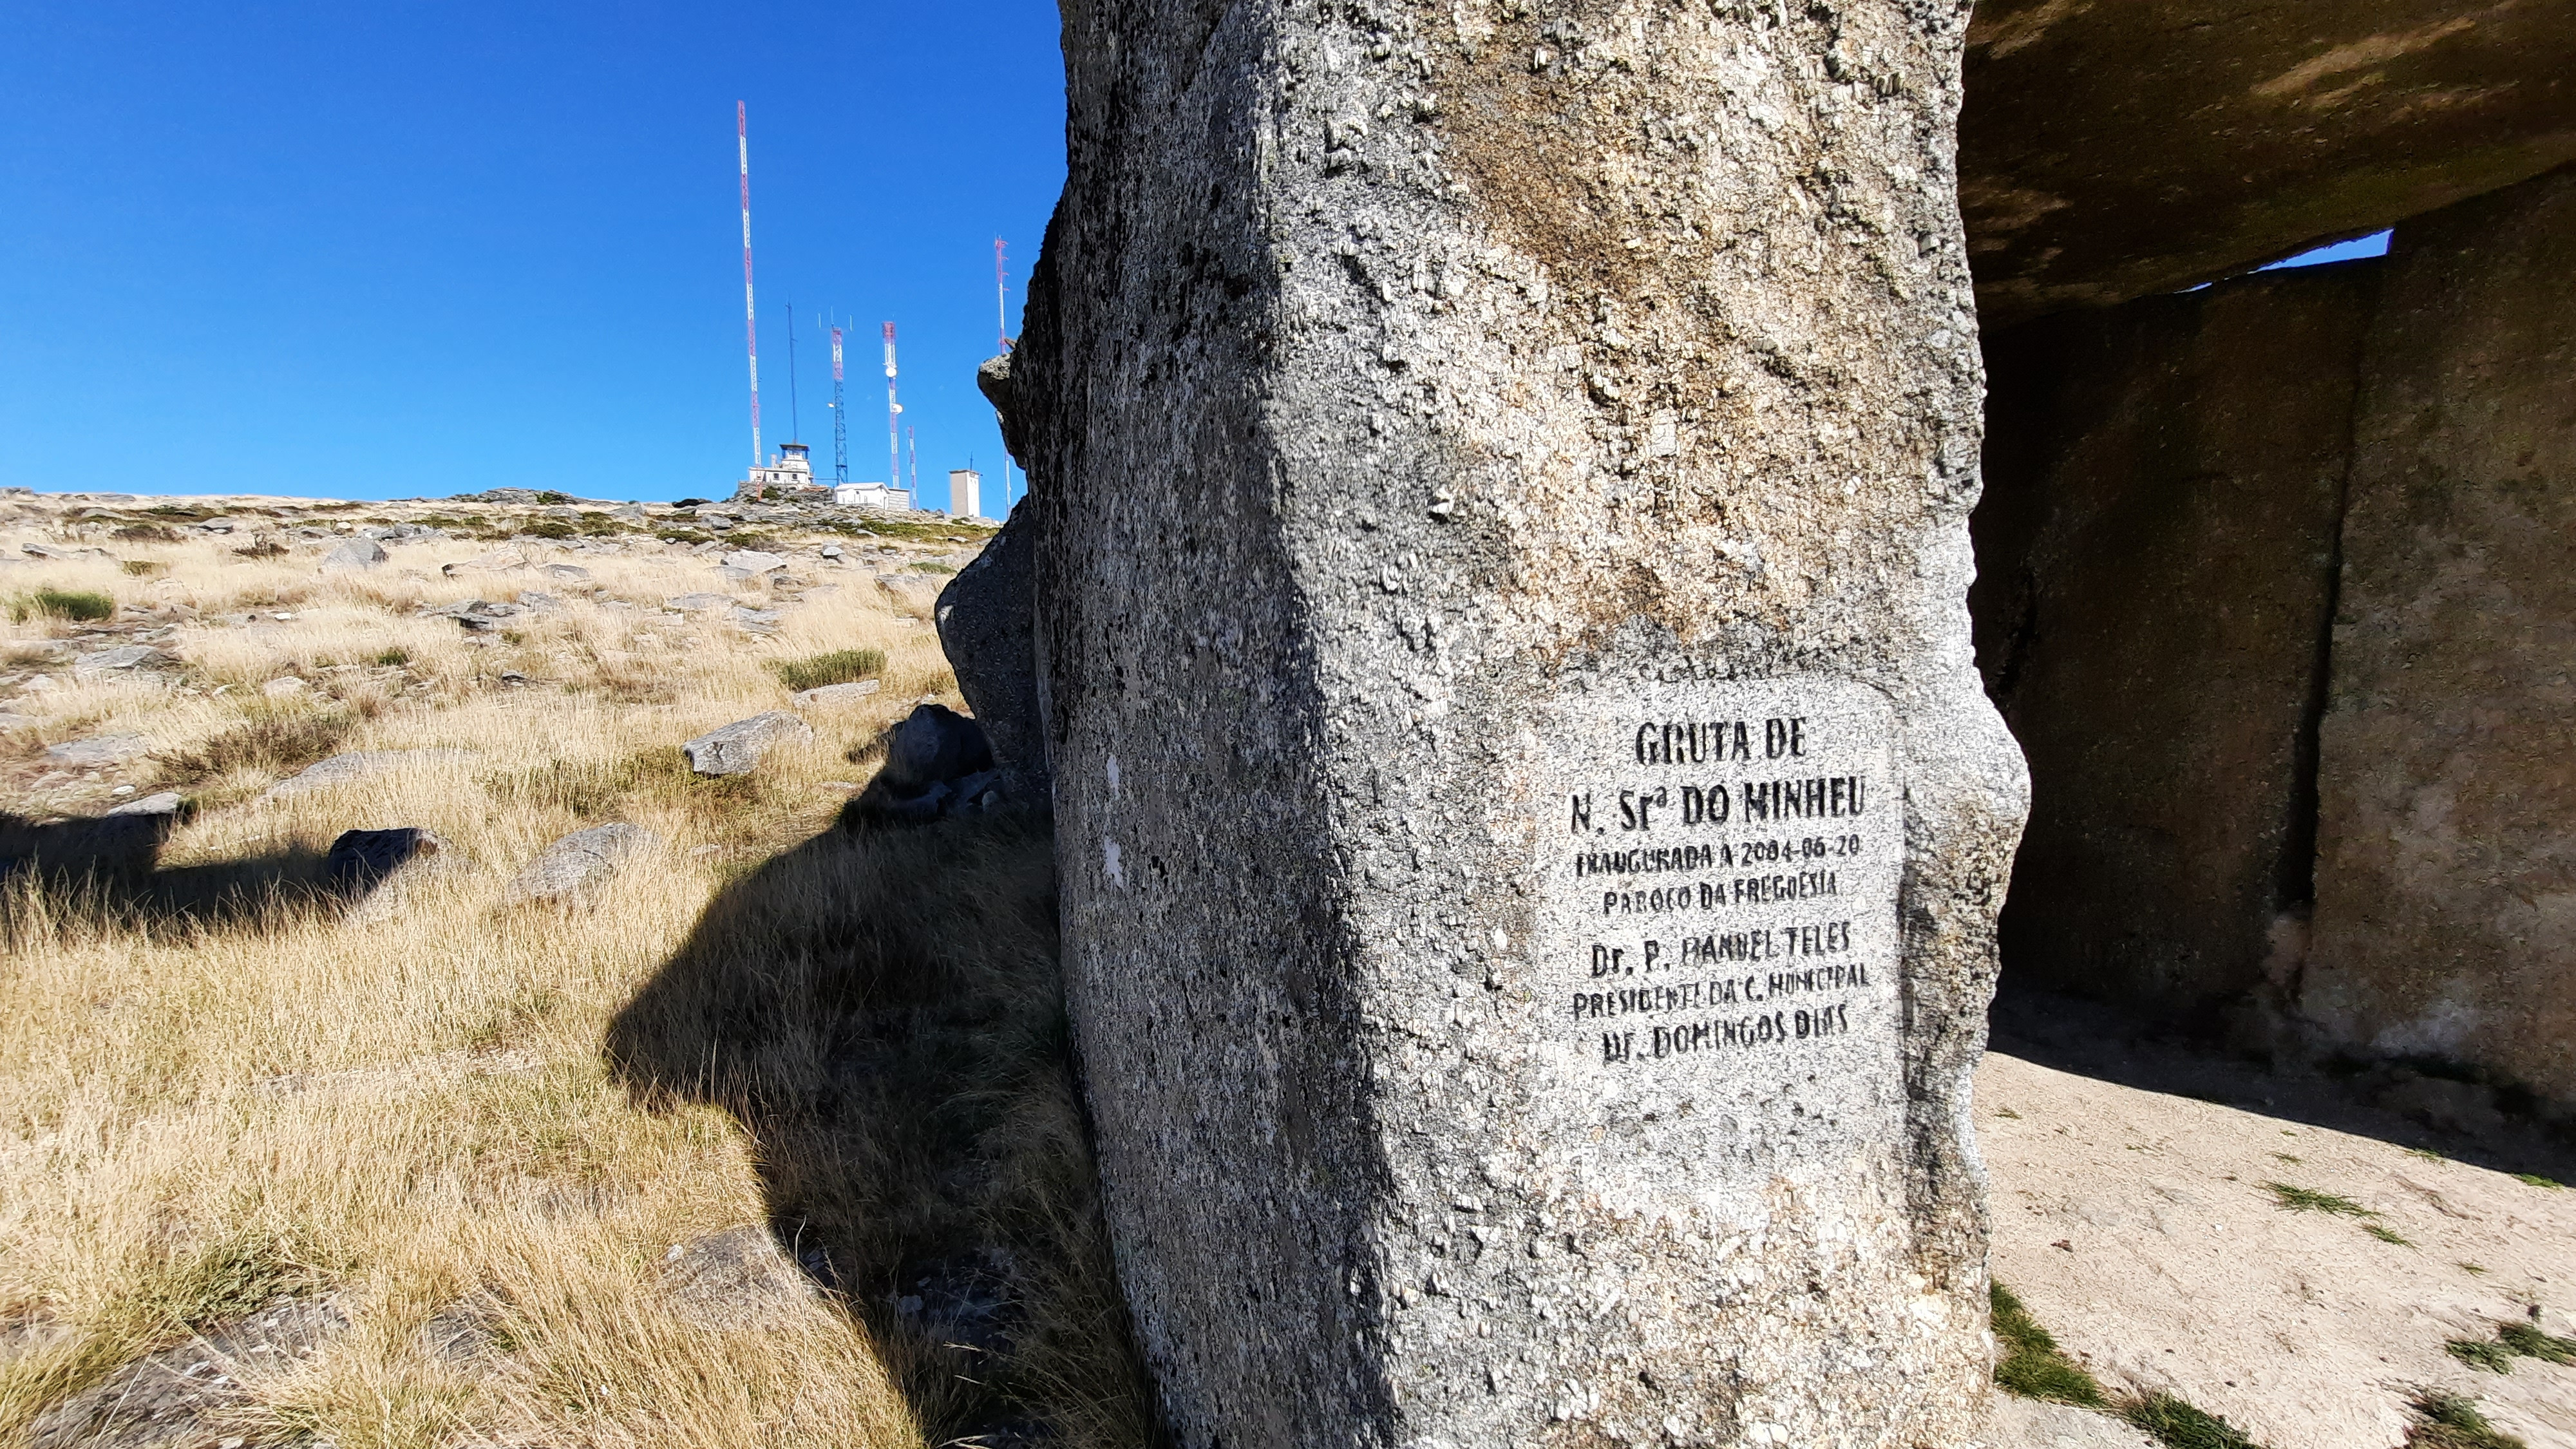 GRUTA DE
N. Srª DO MINHEU
INAUGURADA A 2004-06-20
PAROCO DA FREGUESIA
Dr. P. MANUEL TELES
PRESIDENTE DA C. MUNICIPAL
Dr. DOMINGOS DIAS